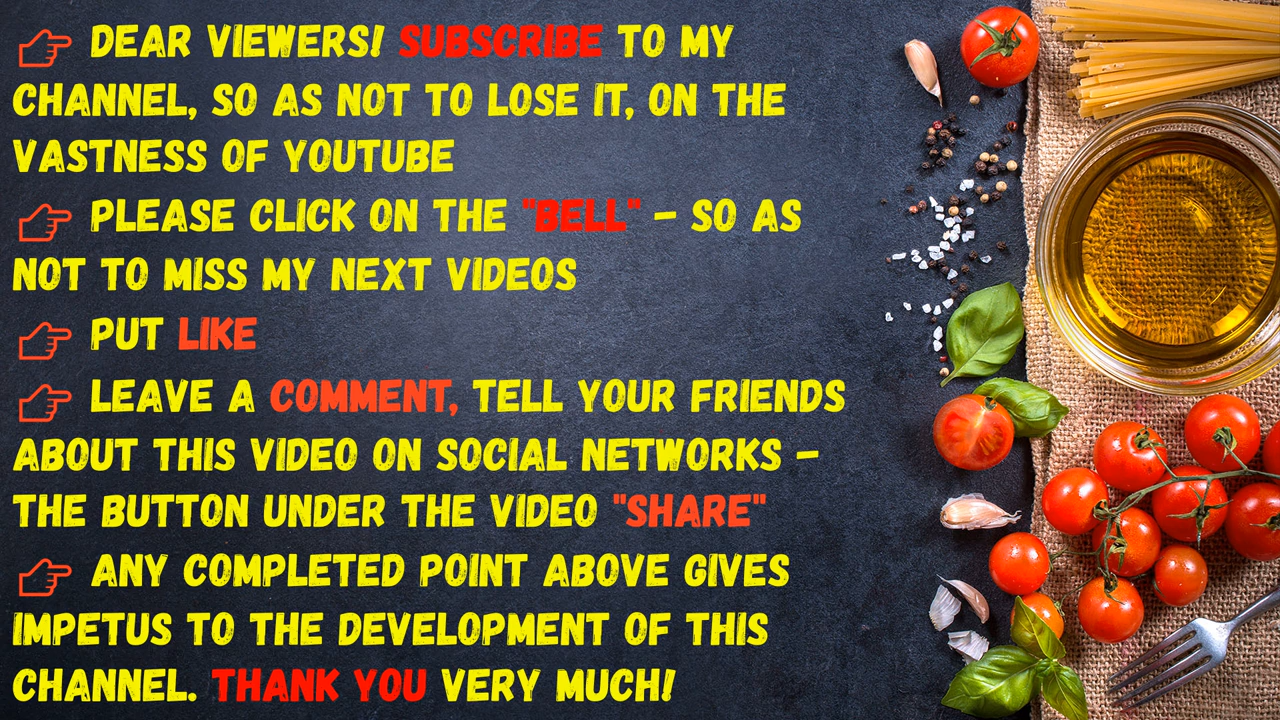 DEAR VIEWERS! SUBSCRIBE TO MY
CHANNEL, SO AS NOT TO LOSE IT, ON THE
VASTNESS OF YOUTUBE
PLEASE CLICK ON THE "BELL" - SO AS
NOT TO MISS MY NEXT VIDEOS
PUT LIKE
LEAVE A COMMENT, TELL YOUR FRIENDS
ABOUT THIS VIDEO ON SOCIAL NETWORKS -
THE BUTTON UNDER THE VIDEO "SHARE"
ANY COMPLETED POINT ABOVE GIVES
IMPETUS TO THE DEVELOPMENT OF THIS
CHANNEL. THANK YOU VERY MUCH!